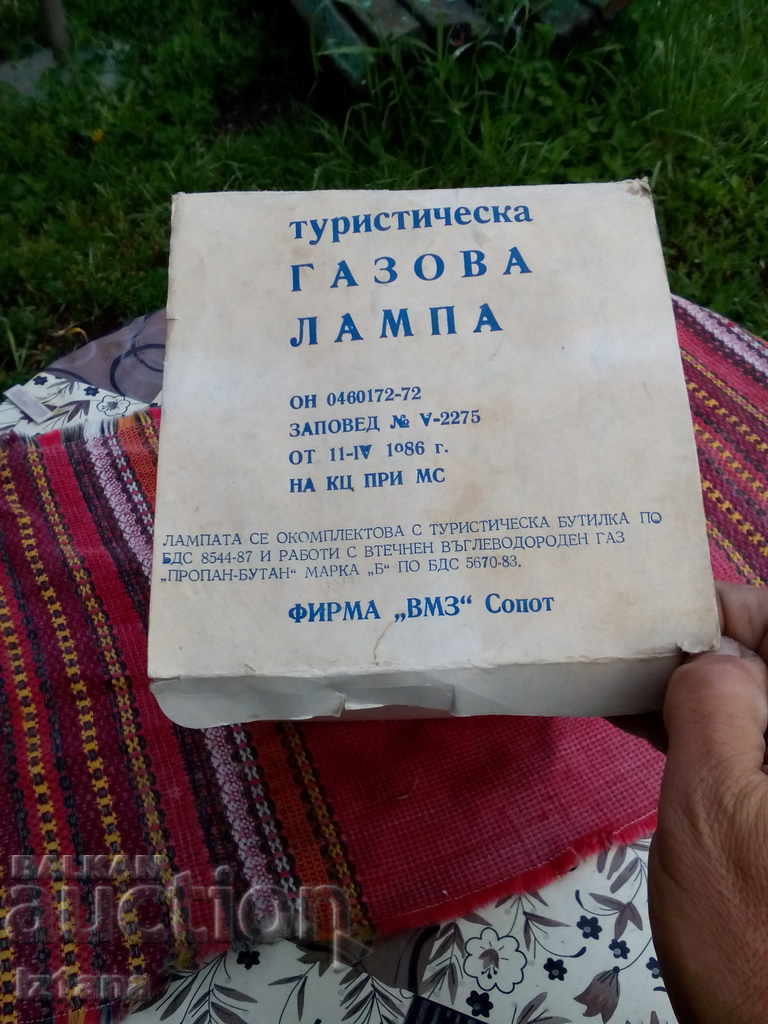 туристическа
ГАЗОВА
ЛАМПА
ОН 0460172-72
ЗАПОВЕД № V-2275
ОТ 11-IV 1986 г.
НА КЦ ПРИ МС
ЛАМПАТА СЕ ОКОМПЛЕКТОВА С ТУРИСТИЧЕСКА БУТИЛКА ПО
БДС 8544-87 И РАБОТИ С ВТЕЧНЕН ВЪГЛЕВОДОРОДЕН ГАЗ
„ПРОПАН-БУТАН“ МАРКА „Б“ ПО БДС 5670-83.
ФИРМА „ВМЗ“ Сопот
BALKAN
auction
Iztana